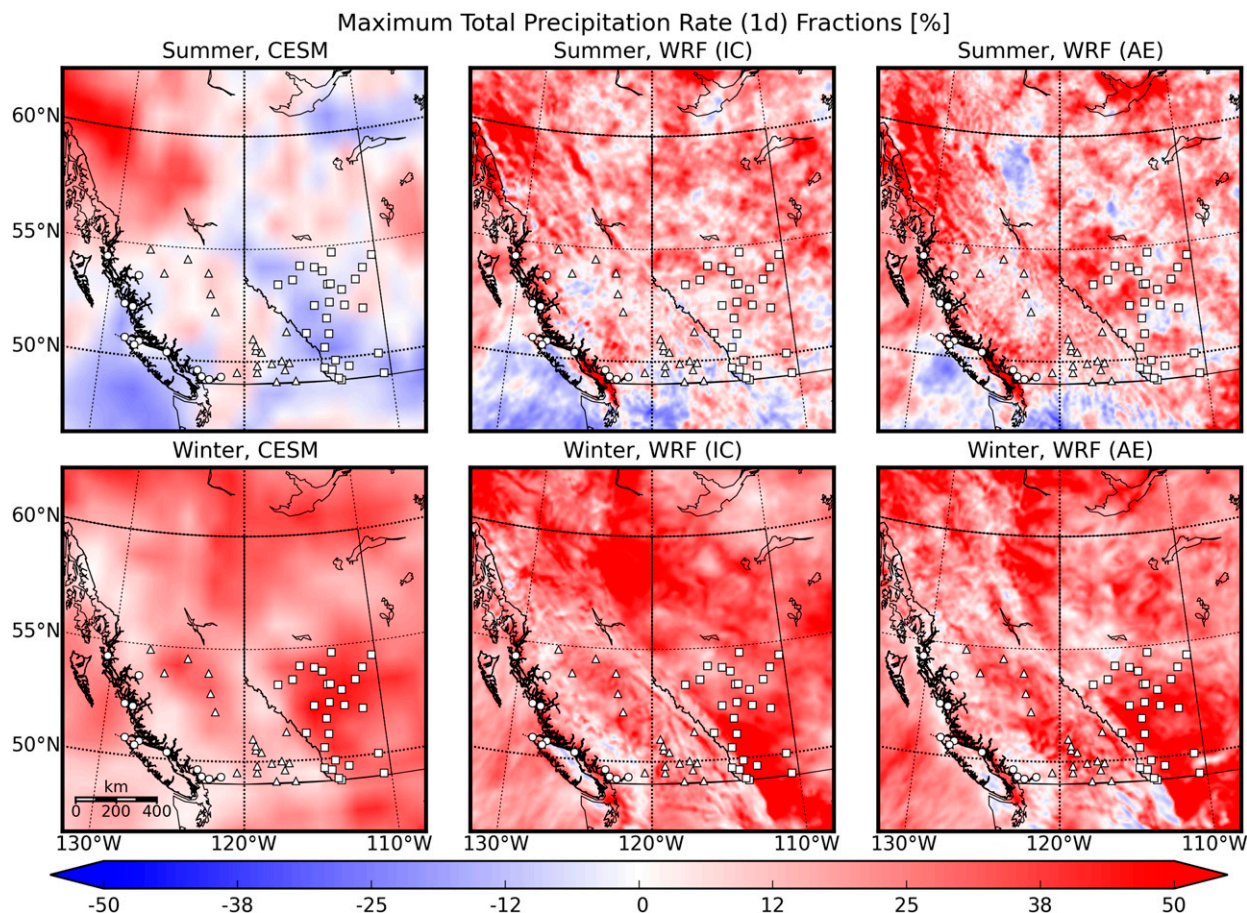 Maximum Total Precipitation Rate (1d) Fractions [%]
Summer, CESM
Summer, WRF (IC)
Summer, WRF (AE)
60°N
55°N
50°N
Winter, CESM
Winter, WRF (IC)
Winter, WRF (AE)
60°N
55°N
50°N
km
0 200 400
130°W 120°W 110°W 130°W 120°W 110°W 130°W 120°W 110°W
-50 -38 -25 -12 0 12 25 38 50